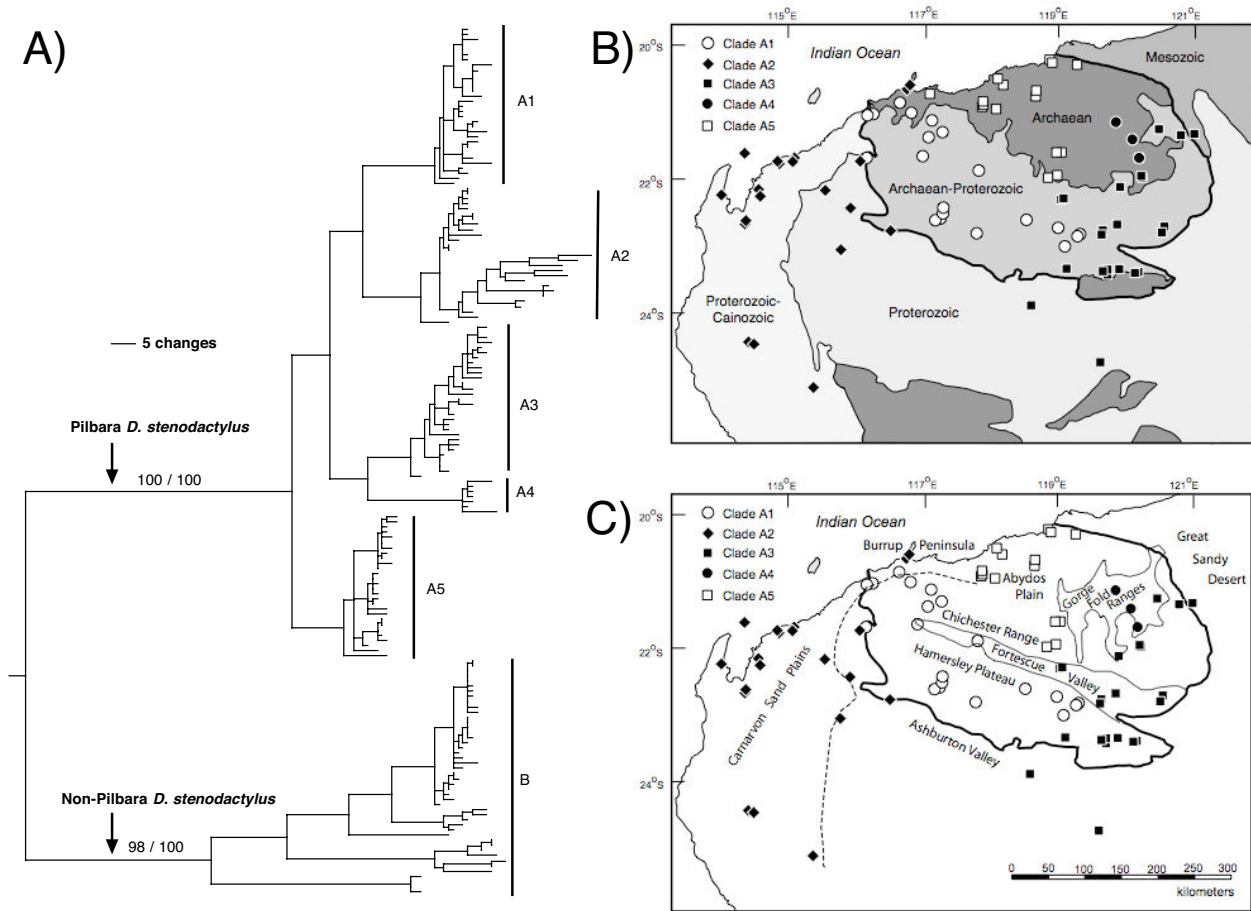 A)
A1
A2
5 changes
A3
Pilbara D. stenodactylus
100 / 100
A4
A5
B
Non-Pilbara D. stenodactylus
98 / 100
B)
115°E
117°E
119°E
121°E
20°S
22°S
24°S
Clade A1
Clade A2
Clade A3
Clade A4
Clade A5
Indian Ocean
Mesozoic
Archaean
Archaean-Proterozoic
Proterozoic-
Cainozoic
Proterozoic
C)
115°E
117°E
119°E
121°E
20°S
22°S
24°S
Clade A1
Clade A2
Clade A3
Clade A4
Clade A5
Indian Ocean
Burrup Peninsula
Great
Sandy
Desert
Abydos
Plain
Gorge
Fold
Ranges
Chichester Range
Fortescue
Valley
Hamersley Plateau
Carnarvon Sand Plains
Ashburton Valley
0 50 100 150 200 250 300
kilometers